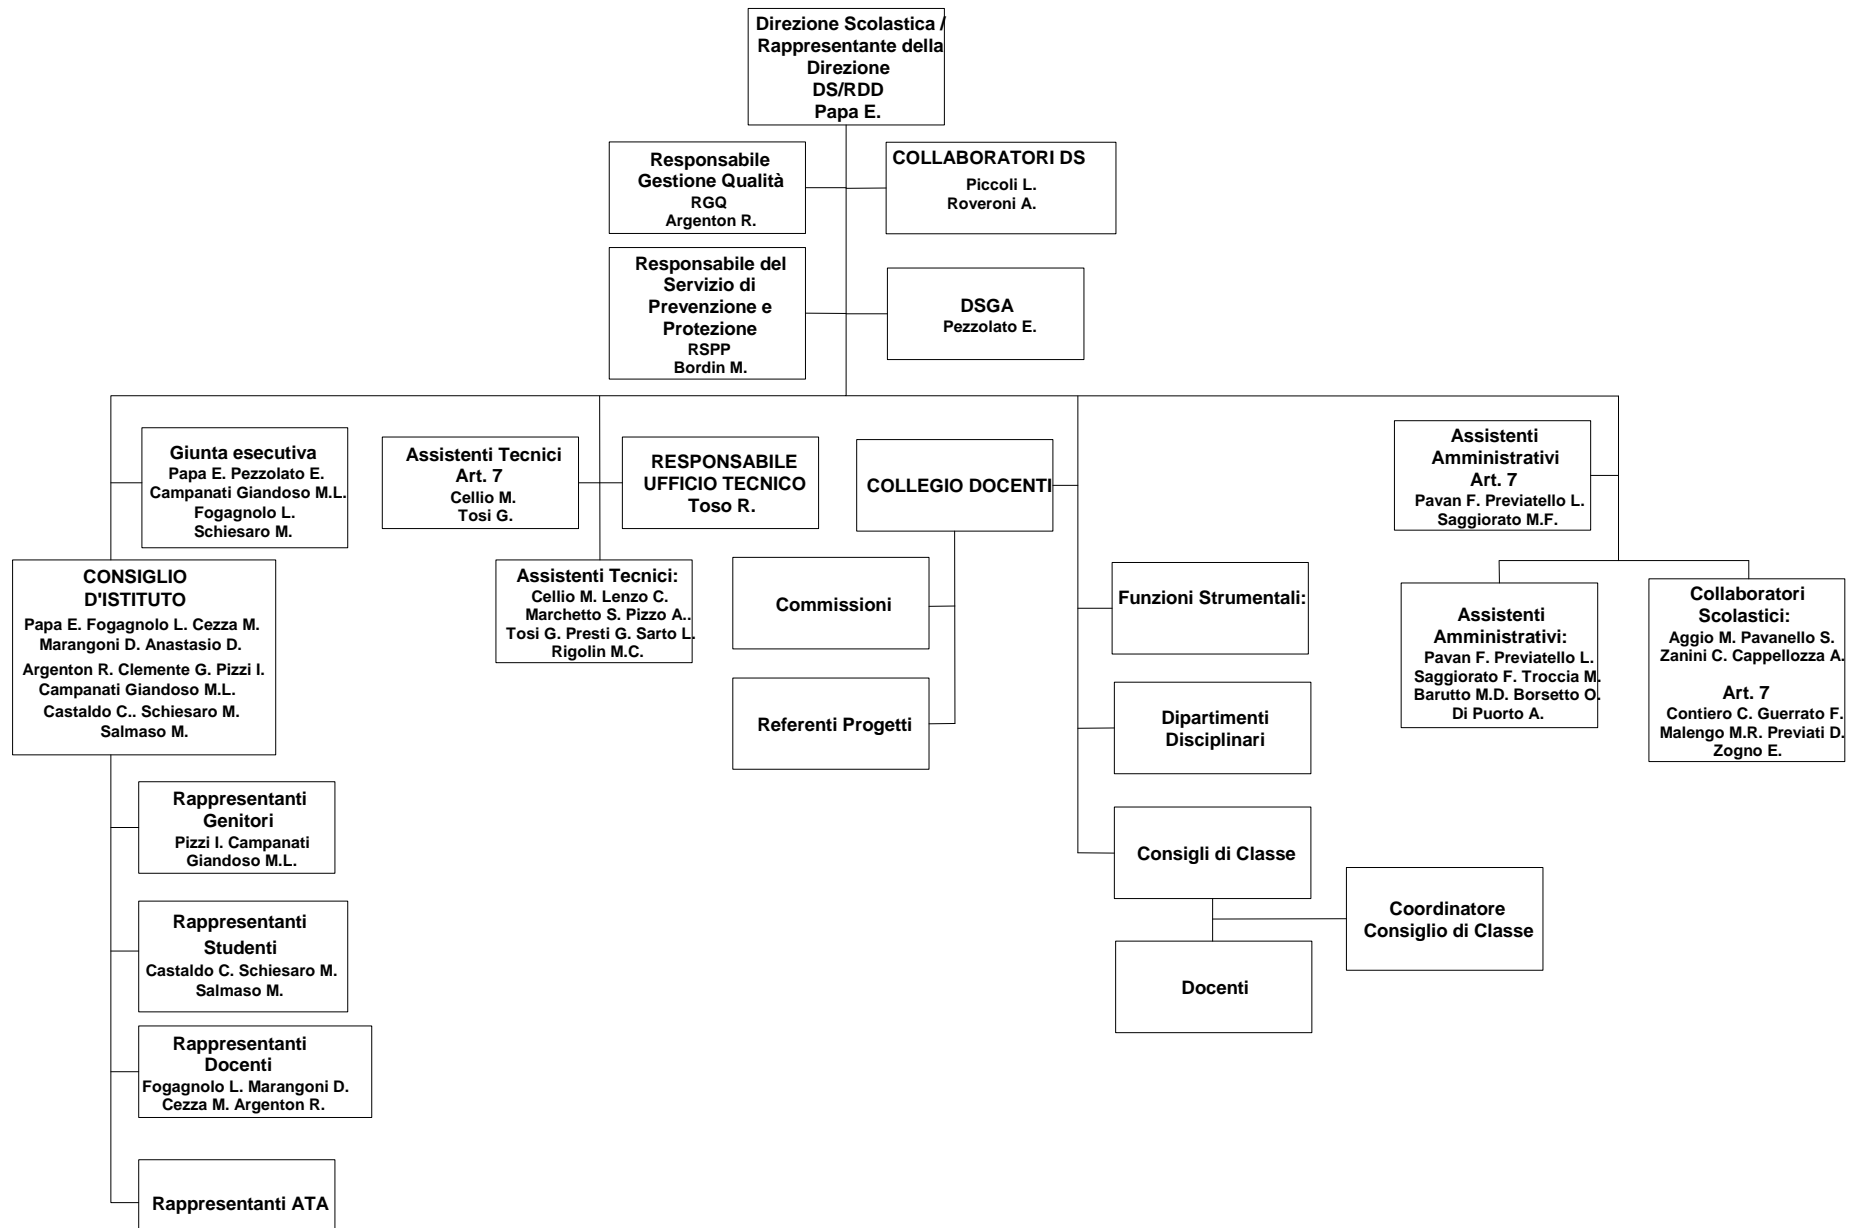 Direzione Scolastica /
Rappresentante della
Direzione
DS/RDD
Papa E.
Responsabile
Gestione Qualità
RGQ
Argenton R.
COLLABORATORI DS
Piccoli L.
Roveroni A.
Responsabile del
Servizio di
Prevenzione e
Protezione
RSPP
Bordin M.
DSGA
Pezzolato E.
Giunta esecutiva
Papa E. Pezzolato E.
Campanati Giandoso M.L.
Fogagnolo L.
Schiesaro M.
Assistenti Tecnici
Art. 7
Cellio M.
Tosi G.
RESPONSABILE
UFFICIO TECNICO
Toso R.
COLLEGIO DOCENTI
Assistenti
Amministrativi
Art. 7
Pavan F. Previatello L.
Saggiorato M.F.
CONSIGLIO
D'ISTITUTO
Papa E. Fogagnolo L. Cezza M.
Marangoni D. Anastasio D.
Argenton R. Clemente G. Pizzi I.
Campanati Giandoso M.L.
Castaldo C.. Schiesaro M.
Salmaso M.
Assistenti Tecnici:
Cellio M. Lenzo C.
Marchetto S. Pizzo A..
Tosi G. Presti G. Sarto L.
Rigolin M.C.
Commissioni
Funzioni Strumentali:
Assistenti
Amministrativi:
Pavan F. Previatello L.
Saggiorato F. Troccia M.
Barutto M.D. Borsetto O.
Di Puorto A.
Collaboratori
Scolastici:
Aggio M. Pavanello S.
Zanini C. Cappellozza A.
Art. 7
Contiero C. Guerrato F.
Malengo M.R. Previati D.
Zogno E.
Referenti Progetti
Dipartimenti
Disciplinari
Rappresentanti
Genitori
Pizzi I. Campanati
Giandoso M.L.
Consigli di Classe
Rappresentanti
Studenti
Castaldo C. Schiesaro M.
Salmaso M.
Coordinatore
Consiglio di Classe
Docenti
Rappresentanti
Docenti
Fogagnolo L. Marangoni D.
Cezza M. Argenton R.
Rappresentanti ATA